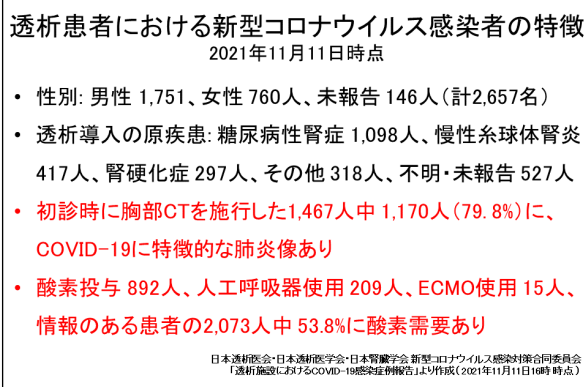 透析患者における新型コロナウイルス感染者の特徴
2021年11月11日時点
• 性別: 男性 1,751、女性 760人、未報告 146人(計2,657名)
• 透析導入の原疾患: 糖尿病性腎症 1,098人、慢性糸球体腎炎
417人、腎硬化症 297人、その他 318人、不明・未報告 527人
• 初診時に胸部CTを施行した1,467人中 1,170人(79.8%)に、
COVID-19に特徴的な肺炎像あり
• 酸素投与 892人、人工呼吸器使用 209人、ECMO使用 15人、
情報のある患者の2,073人中 53.8%に酸素需要あり
日本透析医会・日本透析医学会・日本腎臓学会 新型コロナウイルス感染対策合同委員会
「透析施設におけるCOVID-19感染症例報告」より作成(2021年11月11日16時 時点)